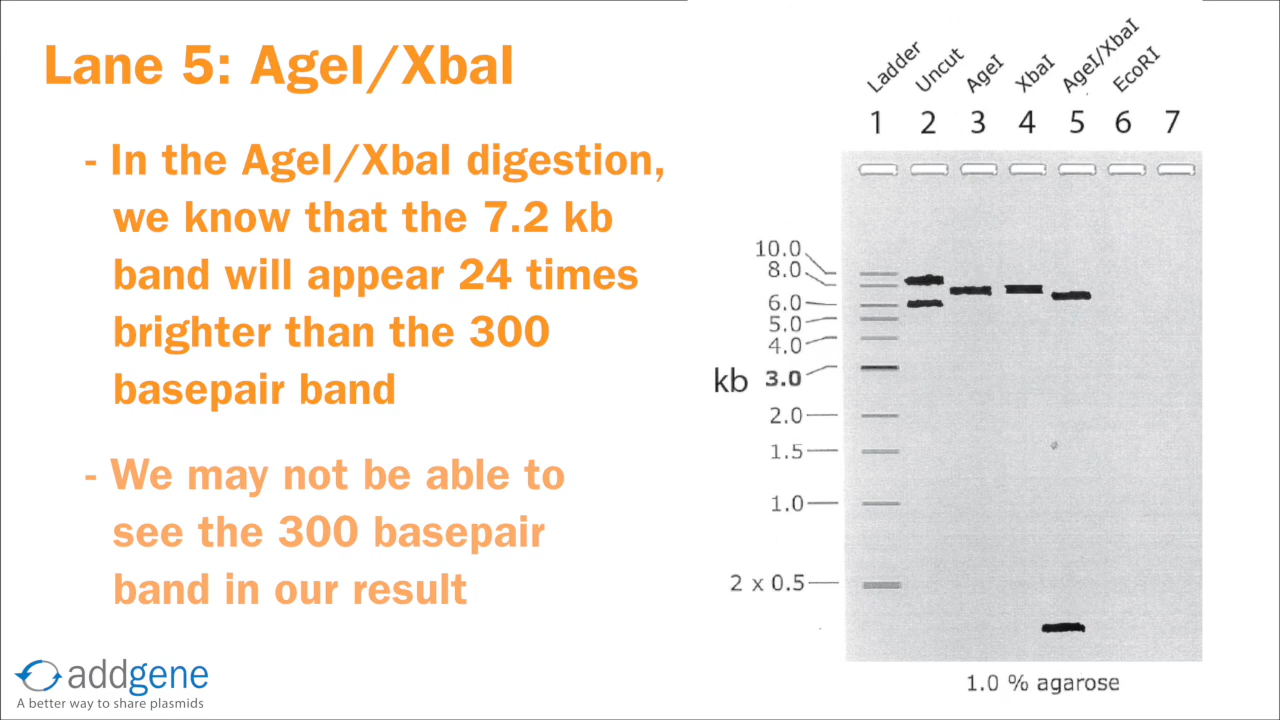 Lane 5: AgeI/XbaI
- In the AgeI/XbaI digestion,
we know that the 7.2 kb
band will appear 24 times
brighter than the 300
basepair band
- We may not be able to
see the 300 basepair
band in our result
addgene
A better way to share plasmids
Ladder
Uncut
AgeI
XbaI
AgeI/XbaI
EcoRI
1 2 3 4 5 6 7
10.0
8.0
6.0
5.0
4.0
kb 3.0
2.0
1.5
1.0
2 x 0.5
1.0 % agarose